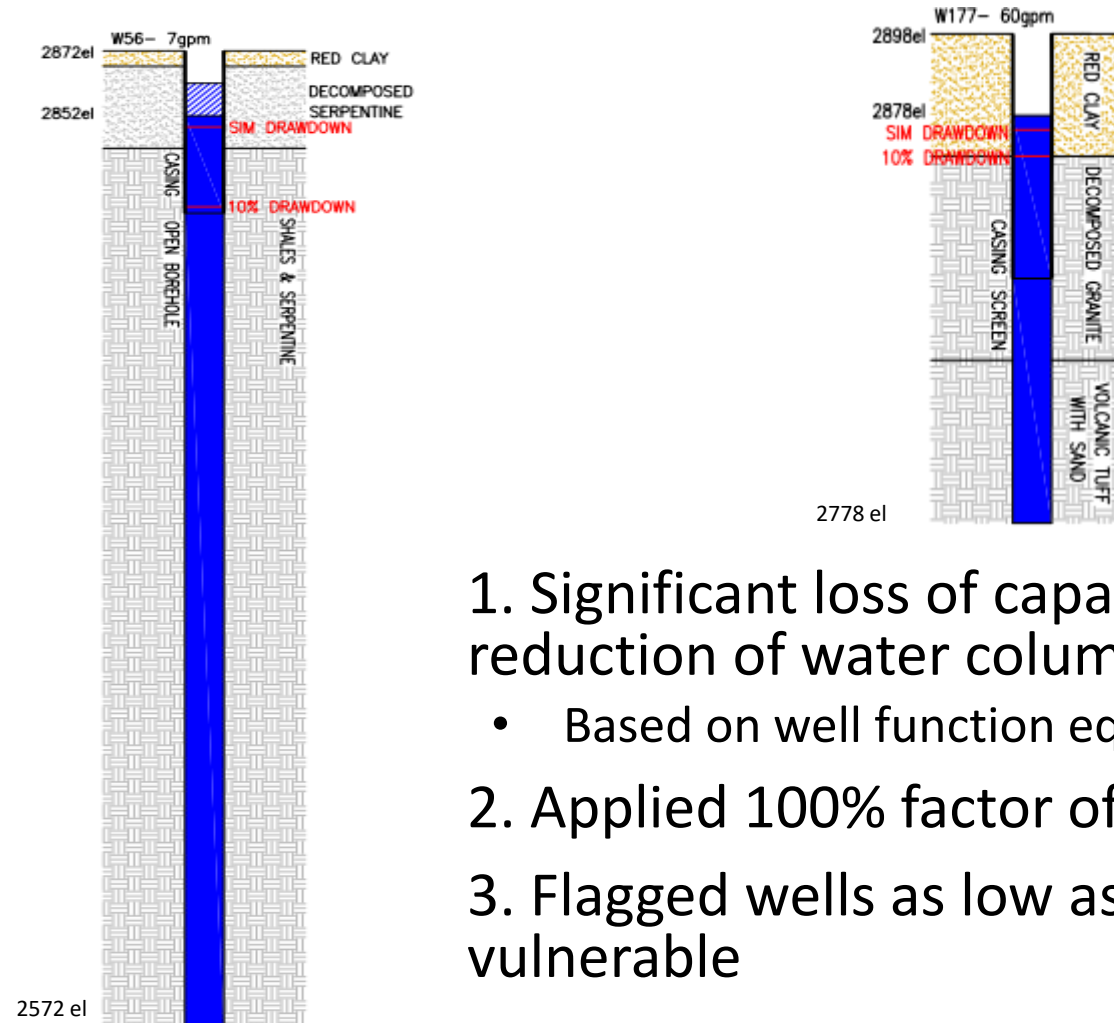 W56- 7gpm
2872el
RED CLAY
DECOMPOSED
SERPENTINE
2852el
SIM DRAWDOWN
CASING
10% DRAWDOWN
OPEN BOREHOLE
SHALES & SERPENTINE
2572 el
W177- 60gpm
2898el
RED CLAY
2878el
SIM DRAWDOWN
10% DRAWDOWN
DECOMPOSED GRANITE
CASING
SCREEN
VOLCANIC TUFF
WITH SAND
2778 el
1. Significant loss of capa
reduction of water colum
• Based on well function eq
2. Applied 100% factor of
3. Flagged wells as low as
vulnerable